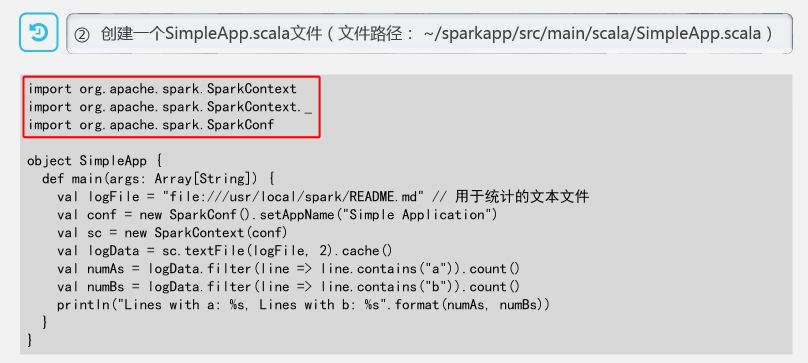 ② 创建一个SimpleApp.scala文件（文件路径： ~/sparkapp/src/main/scala/SimpleApp.scala）
import org.apache.spark.SparkContext
import org.apache.spark.SparkContext._
import org.apache.spark.SparkConf
object SimpleApp {
  def main(args: Array[String]) {
    val logFile = "file:///usr/local/spark/README.md" // 用于统计的文本文件
    val conf = new SparkConf().setAppName("Simple Application")
    val sc = new SparkContext(conf)
    val logData = sc.textFile(logFile, 2).cache()
    val numAs = logData.filter(line => line.contains("a")).count()
    val numBs = logData.filter(line => line.contains("b")).count()
    println("Lines with a: %s, Lines with b: %s".format(numAs, numBs))
  }
}